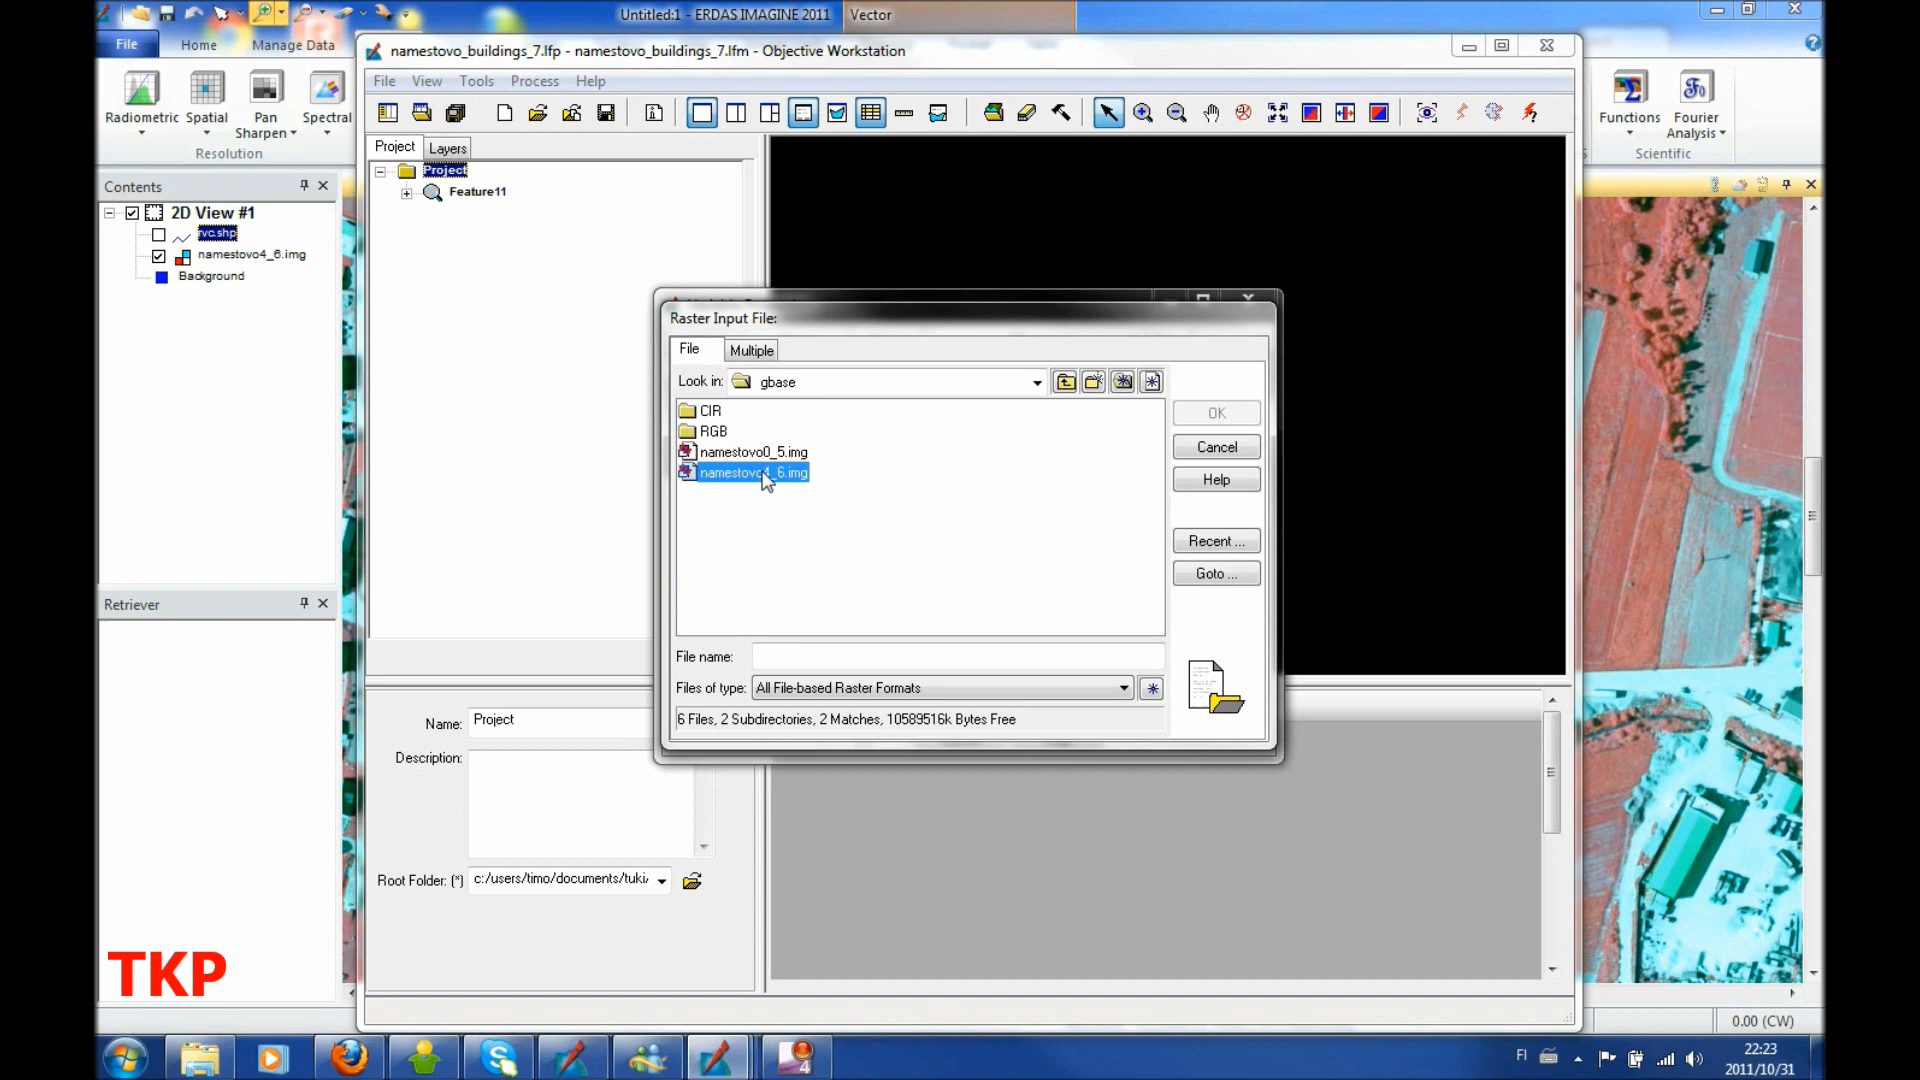 Untitled:1 - ERDAS IMAGINE 2011
Vector
File
Home
Manage Data
namestovo_buildings_7.lfp - namestovo_buildings_7.lfm - Objective Workstation
File View Tools Process Help
Radiometric
Spatial
Pan Sharpen
Spectral
Resolution
Functions
Fourier Analysis
Scientific
Project
Layers
Project
Feature11
Contents
2D View #1
rvc.shp
namestovo4_6.img
Background
Retriever
Raster Input File:
File
Multiple
Look in:
gbase
CIR
RGB
namestovo0_5.img
namestovo4_6.img
OK
Cancel
Help
Recent ...
Goto ...
File name:
Files of type:
All File-based Raster Formats
6 Files, 2 Subdirectories, 2 Matches, 10589516k Bytes Free
Name:
Project
Description:
Root Folder: (*)
c:/users/timo/documents/tuki/
TKP
0.00 (CW)
FI
22:23
2011/10/31